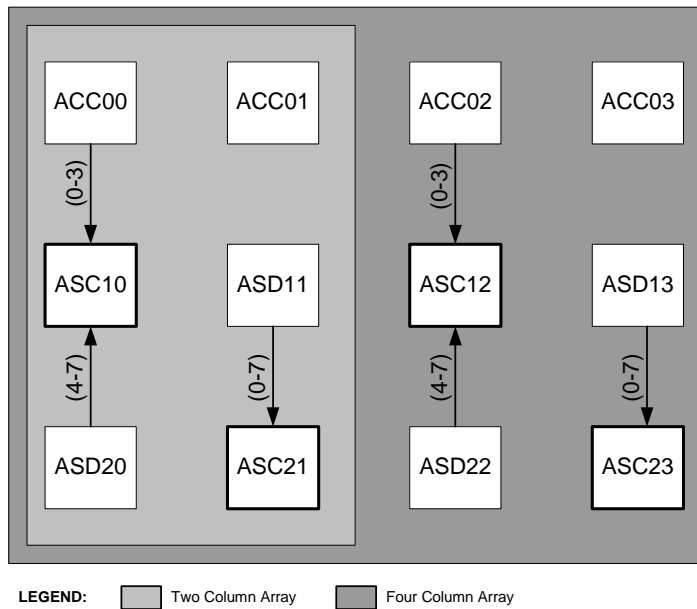 ACC00 ACC01 ACC02 ACC03
(0-3) (0-3)
ASC10 ASD11 ASC12 ASD13
(4-7) (0-7) (4-7) (0-7)
ASD20 ASC21 ASD22 ASC23
LEGEND: Two Column Array Four Column Array